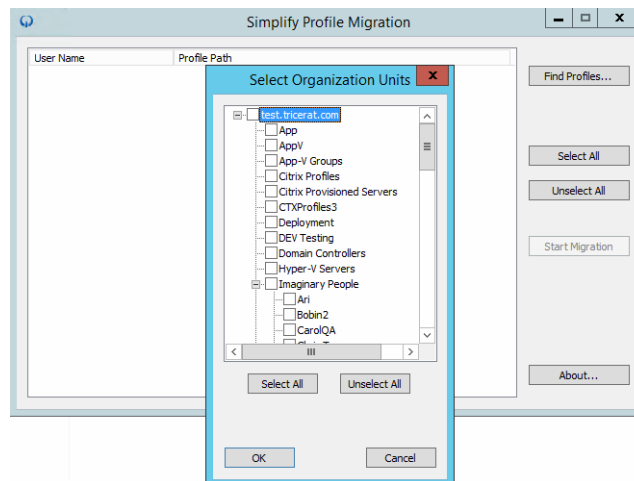 Simplify Profile Migration
User Name Profile Path
Find Profiles...
Select All
Unselect All
Start Migration
About...
Select Organization Units
test.tricerat.com
App
AppV
App-V Groups
Citrix Profiles
Citrix Provisioned Servers
CTXProfiles3
Deployment
DEV Testing
Domain Controllers
Hyper-V Servers
Imaginary People
Ari
Bobin2
CarolQA
Select All Unselect All
OK Cancel